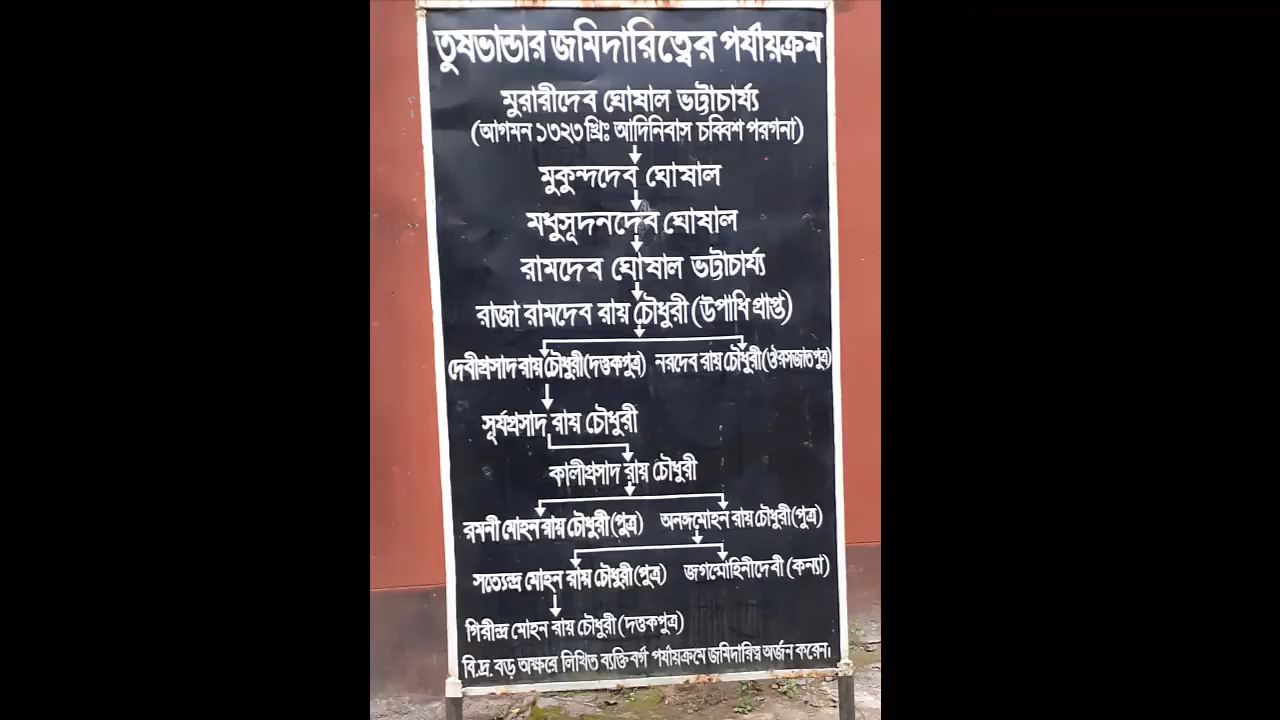 তুষভান্ডার জমিদারিত্বের পর্যায়ক্রম
মুরারীদেব ঘোষাল ভট্টাচার্য্য
(আগমন ১৩২৩ খ্রিঃ আদিনিবাস চব্বিশ পরগনা)
মুকুন্দদেব ঘোষাল
মধুসূদনদেব ঘোষাল
রামদেব ঘোষাল ভট্টাচার্য্য
রাজা রামদেব রায় চৌধুরী (উপাধি প্রাপ্ত)
দেবীপ্রসাদ রায় চৌধুরী (দত্তকপুত্র) নরদেব রায় চৌধুরী (ঔরসজাত পুত্র)
সূর্যপ্রসাদ রায় চৌধুরী
কালীপ্রসাদ রায় চৌধুরী
রমনী মোহন রায় চৌধুরী (পুত্র) অনঙ্গমোহন রায় চৌধুরী (পুত্র)
সত্যেন্দ্র মোহন রায় চৌধুরী (পুত্র) জগন্মোহিনীদেবী (কন্যা)
গিরীন্দ্র মোহন রায় চৌধুরী (দত্তকপুত্র)
বি.দ্র. বড় অক্ষরে লিখিত ব্যক্তিবর্গ পর্যায়ক্রমে জমিদারিত্ব অর্জন করেন।